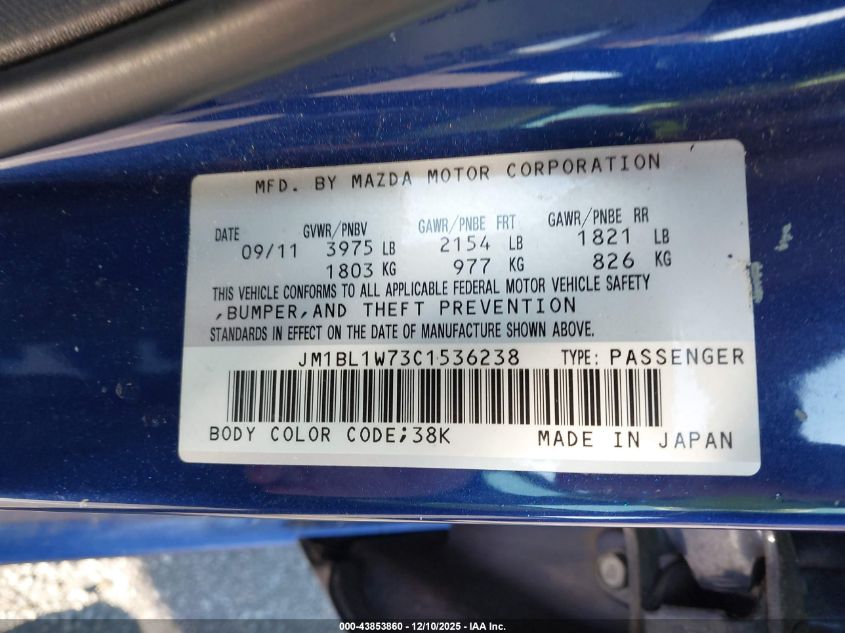 MFD. BY MAZDA MOTOR CORPORATION
DATE GVWR/PNBV GAWR/PNBE FRT GAWR/PNBE RR
09/11 3975 LB 2154 LB 1821 LB
1803 KG 977 KG 826 KG
THIS VEHICLE CONFORMS TO ALL APPLICABLE FEDERAL MOTOR VEHICLE SAFETY
,BUMPER,AND THEFT PREVENTION
STANDARDS IN EFFECT ON THE DATE OF MANUFACTURE SHOWN ABOVE.
JM1BL1W73C1536238 TYPE: PASSENGER
BODY COLOR CODE;38K MADE IN JAPAN
000-43853860 - 12/10/2025 - IAA Inc.